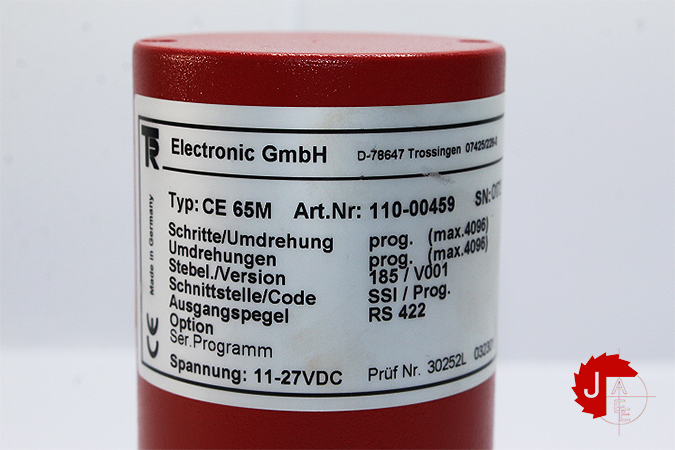 TR Electronic GmbH D-78647 Trossingen
Made in Germany
Typ: CE 65M Art.Nr: 110-00459 SN:
Schritte/Umdrehung prog. (max.4096)
Umdrehungen prog. (max.4096)
Stebel./Version 185 / V001
Schnittstelle/Code SSI / Prog.
Ausgangspegel RS 422
Option
Ser.Programm
CE
Spannung: 11-27VDC Prüf Nr. 30252L